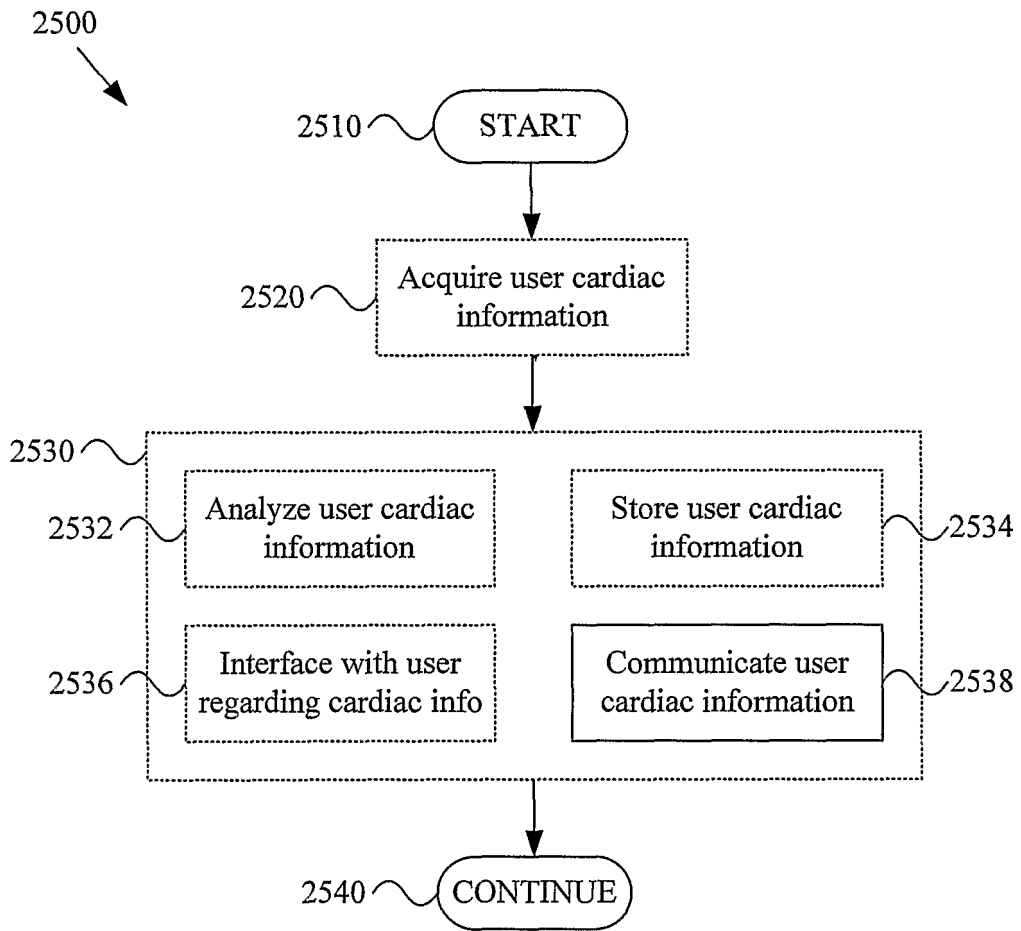 2500
2510
START
2520
Acquire user cardiac
information
2530
2532
Analyze user cardiac
information
Store user cardiac
information
2534
2536
Interface with user
regarding cardiac info
Communicate user
cardiac information
2538
2540
CONTINUE